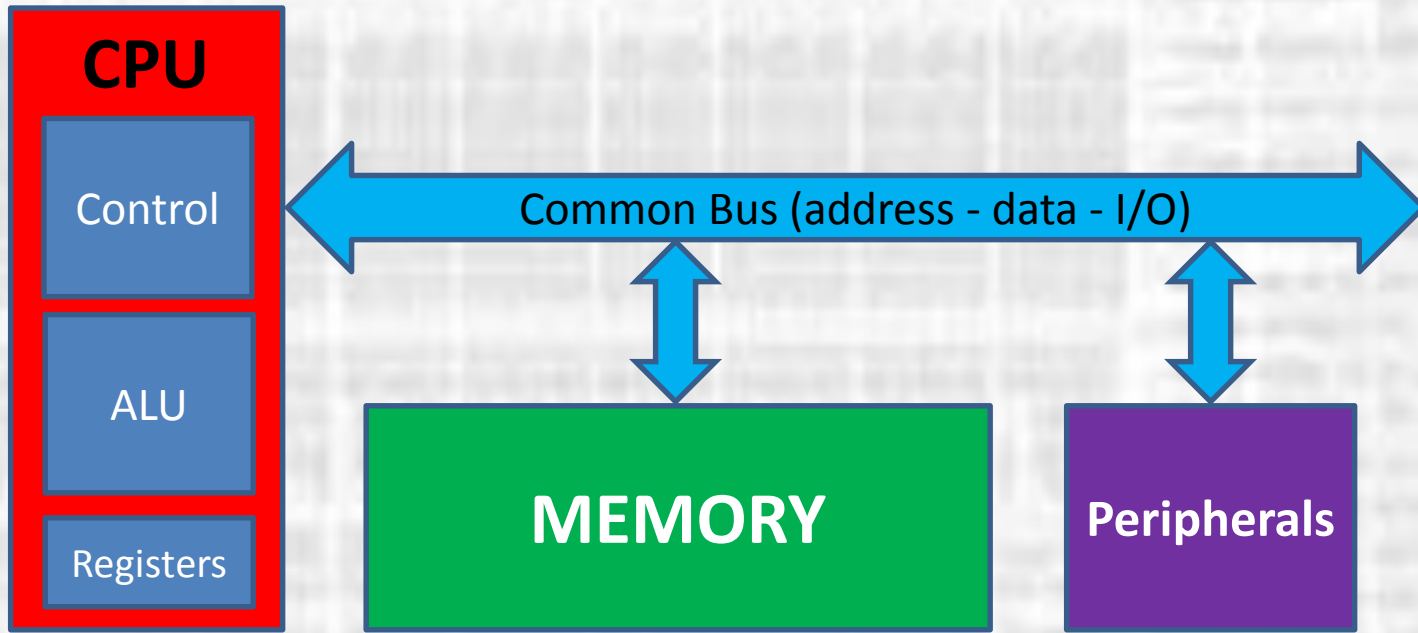 CPU
Control
ALU
Registers
Common Bus (address - data - I/O)
MEMORY
Peripherals